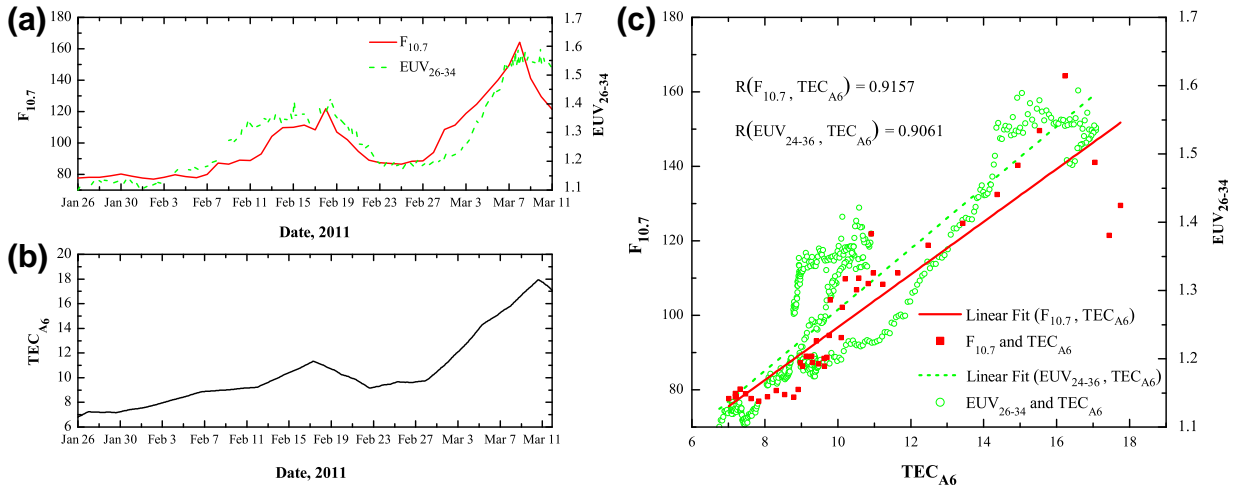 (a)
180
160
140
120
100
80
F10.7
1.7
1.6
1.5
1.4
1.3
1.2
1.1
EUV26-34
F10.7
EUV26-34
Jan 26 Jan 30 Feb 3 Feb 7 Feb 11 Feb 15 Feb 19 Feb 23 Feb 27 Mar 3 Mar 7 Mar 11
Date, 2011
(b)
20
18
16
14
12
10
8
6
TECA6
Jan 26 Jan 30 Feb 3 Feb 7 Feb 11 Feb 15 Feb 19 Feb 23 Feb 27 Mar 3 Mar 7 Mar 11
Date, 2011
(c)
180
160
140
120
100
80
F10.7
1.7
1.6
1.5
1.4
1.3
1.2
1.1
EUV26-34
R(F10.7, TECA6) = 0.9157
R(EUV24-36, TECA6) = 0.9061
Linear Fit (F10.7, TECA6)
F10.7 and TECA6
Linear Fit (EUV24-36, TECA6)
EUV26-34 and TECA6
6 8 10 12 14 16 18
TECA6